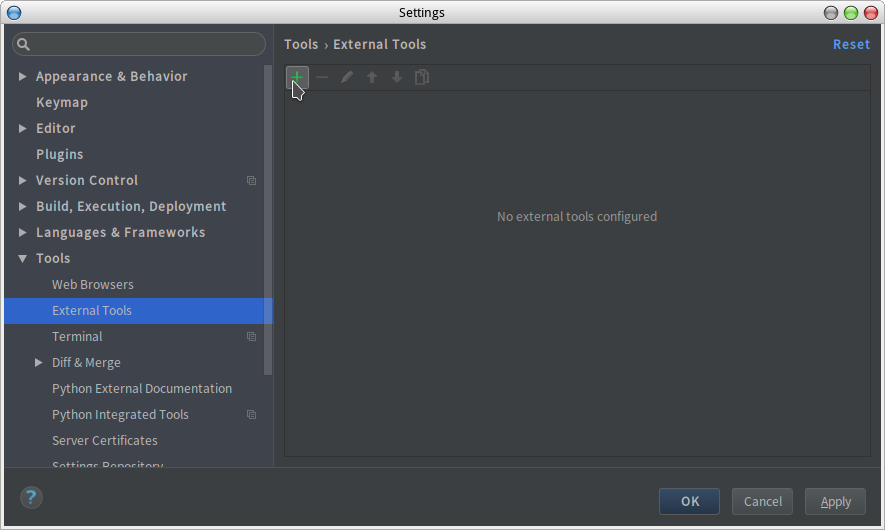 Settings
Tools › External Tools
Reset
Appearance & Behavior
Keymap
Editor
Plugins
Version Control
Build, Execution, Deployment
Languages & Frameworks
Tools
Web Browsers
External Tools
Terminal
Diff & Merge
Python External Documentation
Python Integrated Tools
Server Certificates
Settings Repository
No external tools configured
?
OK
Cancel
Apply